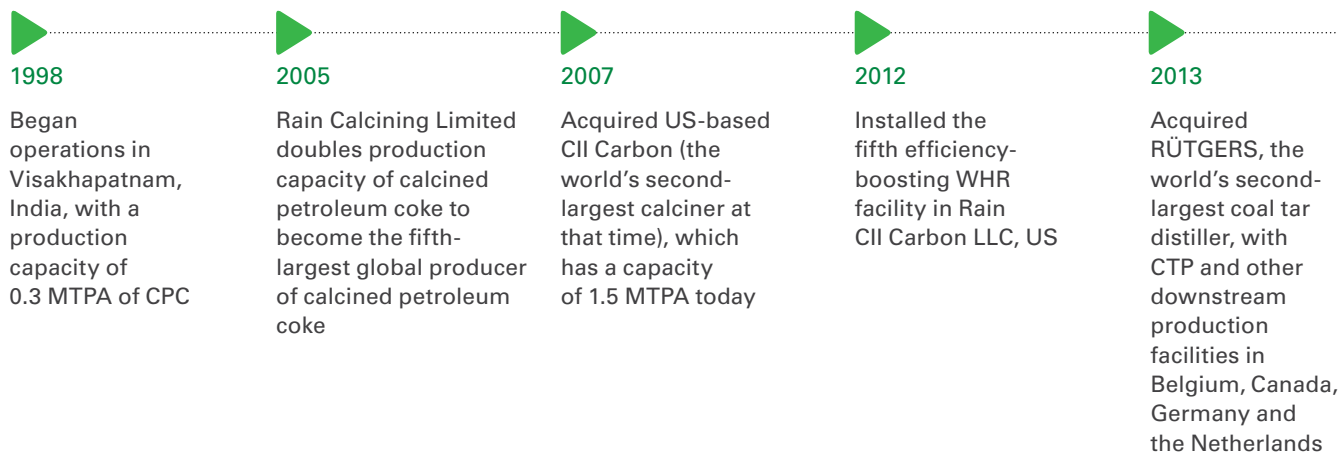 1998
Began
operations in
Visakhapatnam,
India, with a
production
capacity of
0.3 MTPA of CPC
2005
Rain Calcining Limited
doubles production
capacity of calcined
petroleum coke to
become the fifth-
largest global producer
of calcined petroleum
coke
2007
Acquired US-based
CII Carbon (the
world's second-
largest calciner at
that time), which
has a capacity
of 1.5 MTPA today
2012
Installed the
fifth efficiency-
boosting WHR
facility in Rain
CII Carbon LLC, US
2013
Acquired
RÜTGERS, the
world's second-
largest coal tar
distiller, with
CTP and other
downstream
production
facilities in
Belgium, Canada,
Germany and
the Netherlands